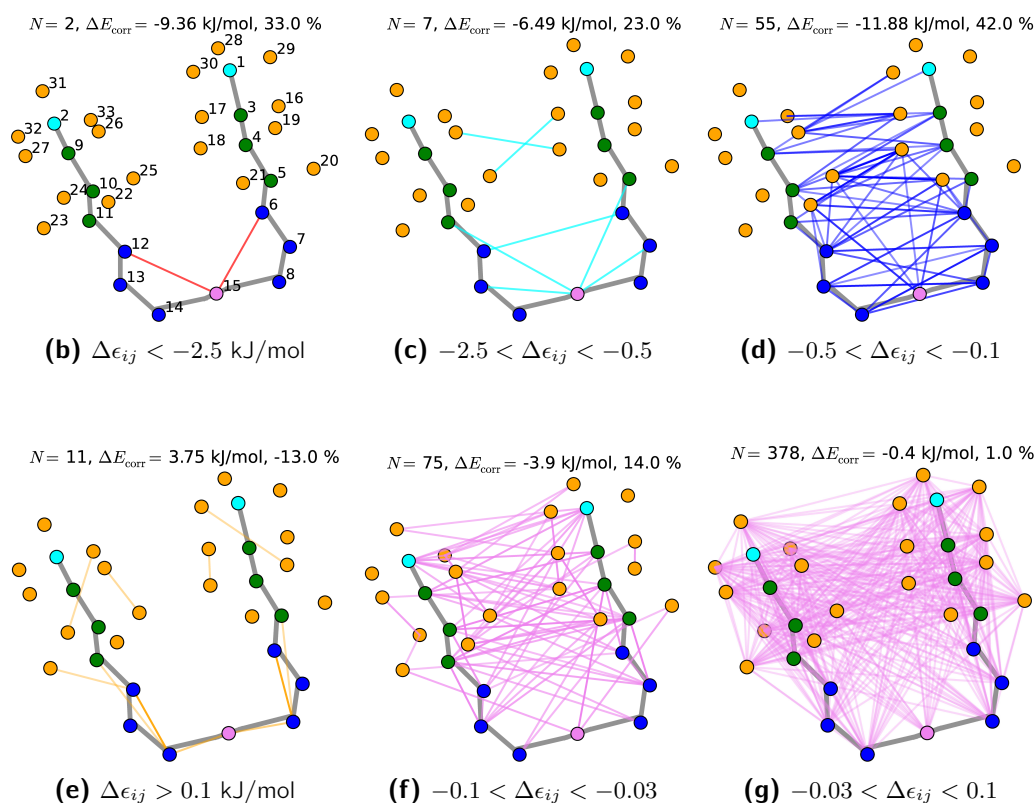 N = 2, ΔE_corr = -9.36 kJ/mol, 33.0 %
N = 7, ΔE_corr = -6.49 kJ/mol, 23.0 %
N = 55, ΔE_corr = -11.88 kJ/mol, 42.0 %
28
29
30
1
31
16
17
3
33
2
26
19
32
18
4
27
9
20
25
5
21
10
24
22
6
11
23
12
7
13
8
15
14
(b) Δϵ_ij < −2.5 kJ/mol
(c) −2.5 < Δϵ_ij < −0.5
(d) −0.5 < Δϵ_ij < −0.1
N = 11, ΔE_corr = 3.75 kJ/mol, -13.0 %
N = 75, ΔE_corr = -3.9 kJ/mol, 14.0 %
N = 378, ΔE_corr = -0.4 kJ/mol, 1.0 %
(e) Δϵ_ij > 0.1 kJ/mol
(f) −0.1 < Δϵ_ij < −0.03
(g) −0.03 < Δϵ_ij < 0.1